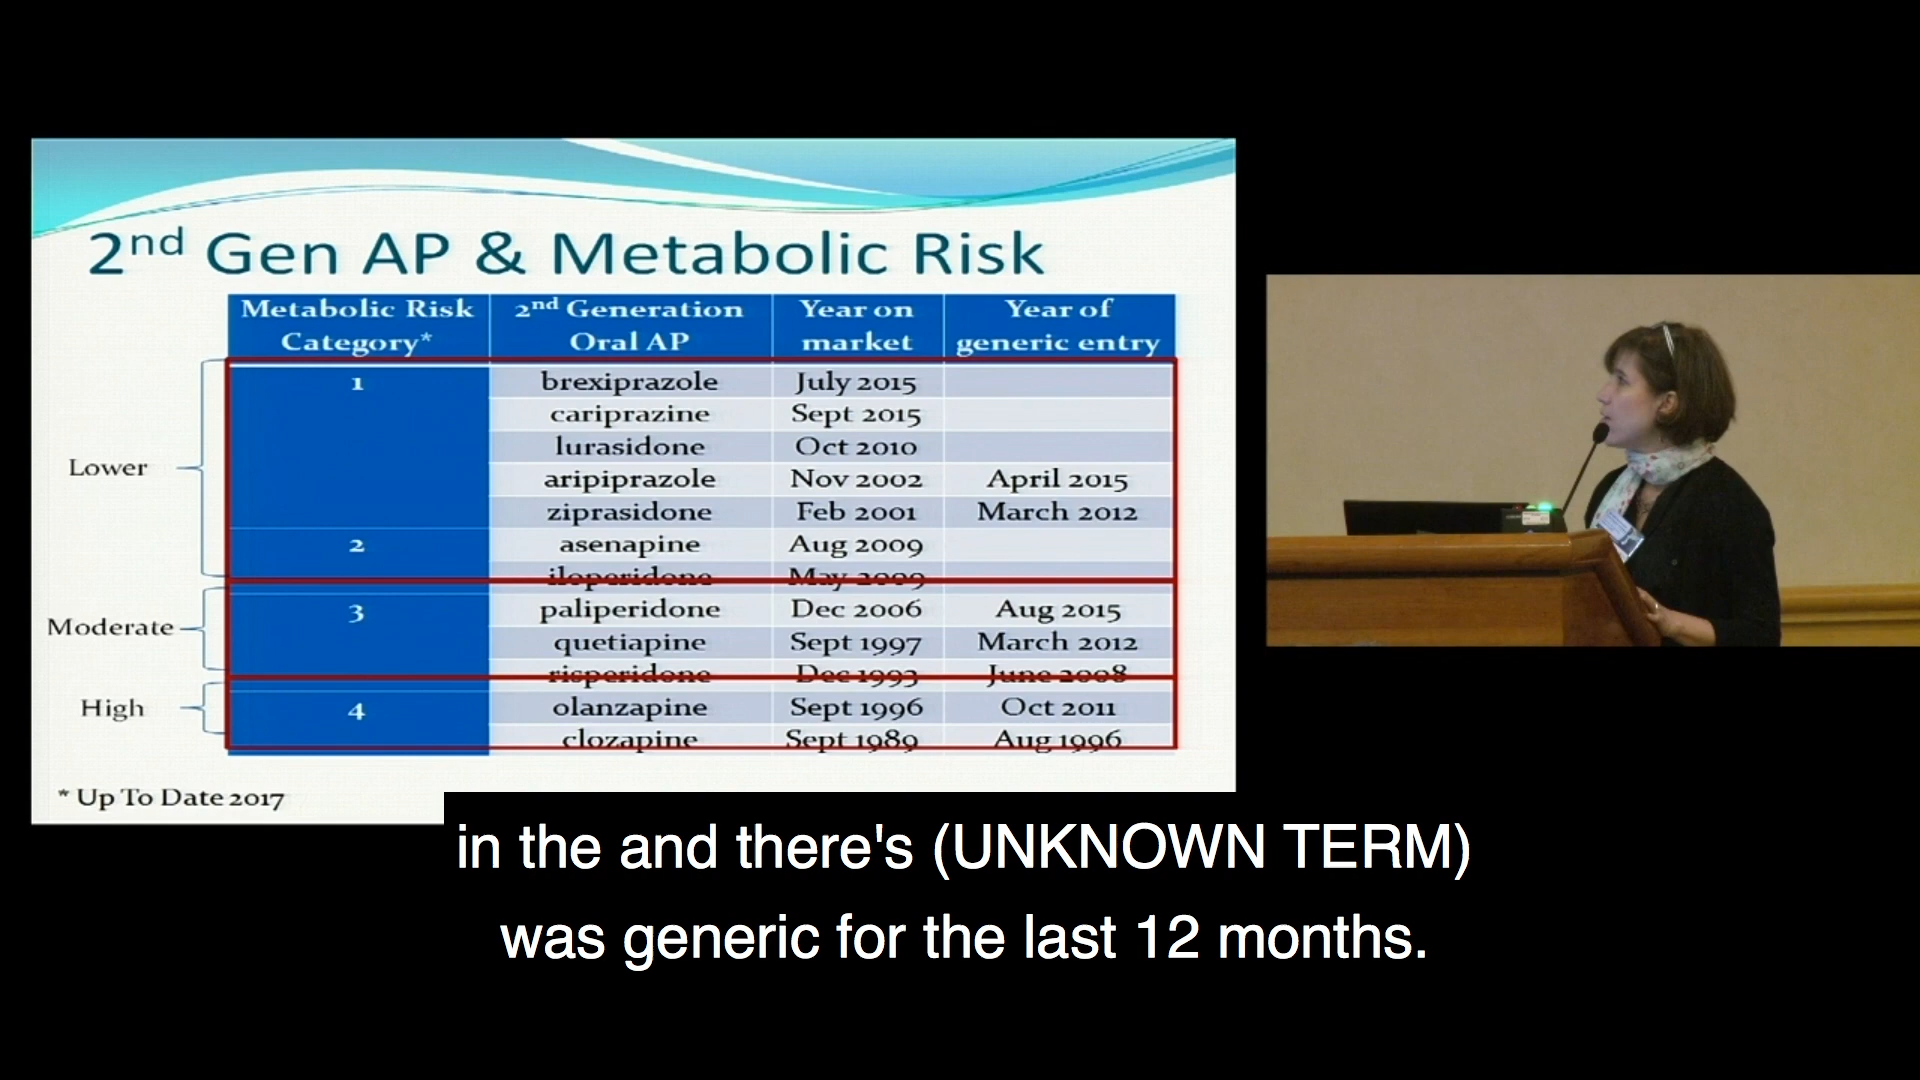 2nd Gen AP & Metabolic Risk
Metabolic Risk Category* 2nd Generation Oral AP Year on market Year of generic entry
Lower
1 brexiprazole July 2015
cariprazine Sept 2015
lurasidone Oct 2010
aripiprazole Nov 2002 April 2015
ziprasidone Feb 2001 March 2012
2 asenapine Aug 2009
iloperidone May 2009
Moderate
3 paliperidone Dec 2006 Aug 2015
quetiapine Sept 1997 March 2012
risperidone Dec 1993 June 2008
High
4 olanzapine Sept 1996 Oct 2011
clozapine Sept 1989 Aug 1996
* Up To Date 2017
in the and there's (UNKNOWN TERM)
was generic for the last 12 months.